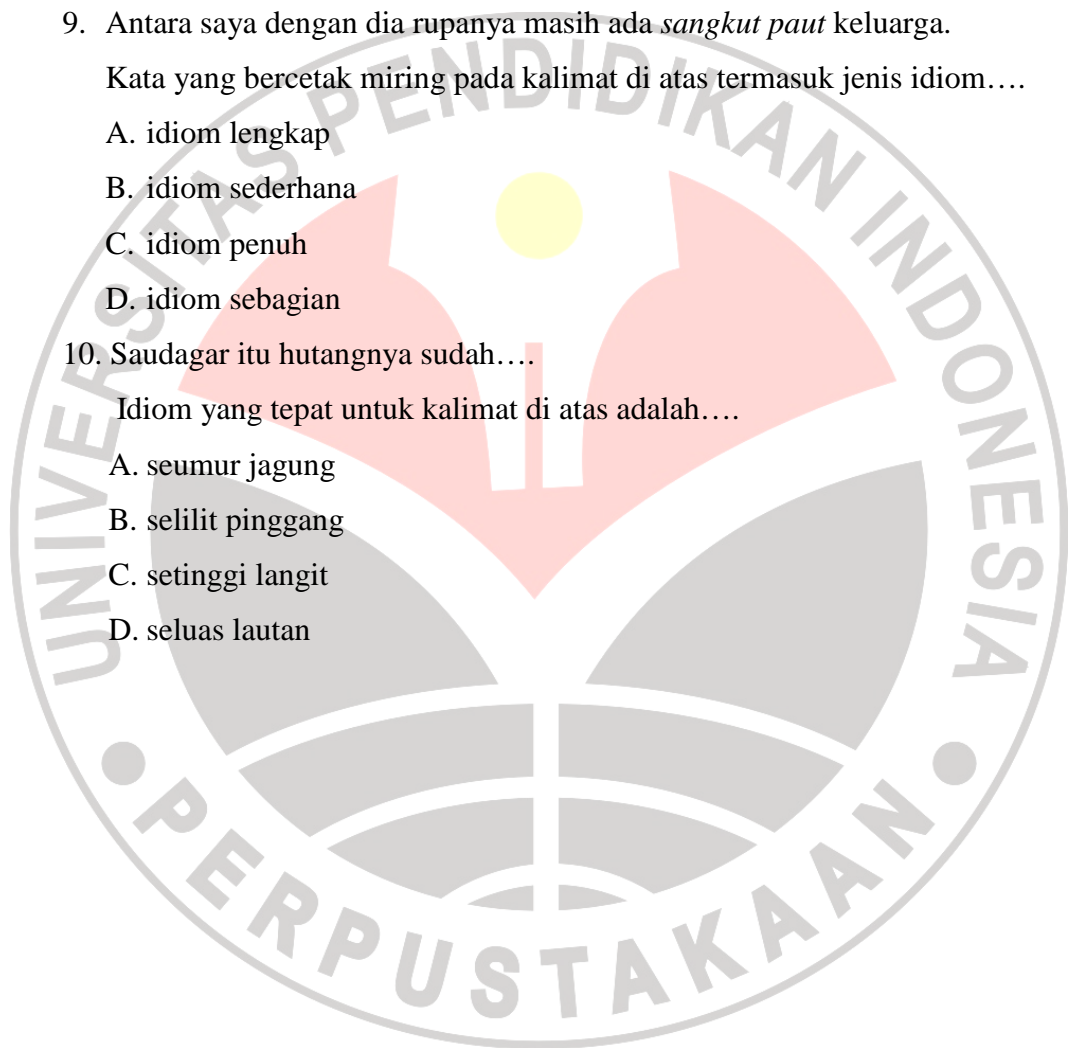 9. Antara saya dengan dia rupanya masih ada sangkut paut keluarga.
Kata yang bercetak miring pada kalimat di atas termasuk jenis idiom….
A. idiom lengkap
B. idiom sederhana
C. idiom penuh
D. idiom sebagian
10. Saudagar itu hutangnya sudah….
Idiom yang tepat untuk kalimat di atas adalah….
A. seumur jagung
B. selilit pinggang
C. setinggi langit
D. seluas lautan
UNIVERSITAS PENDIDIKAN INDONESIA
PERPUSTAKAAN